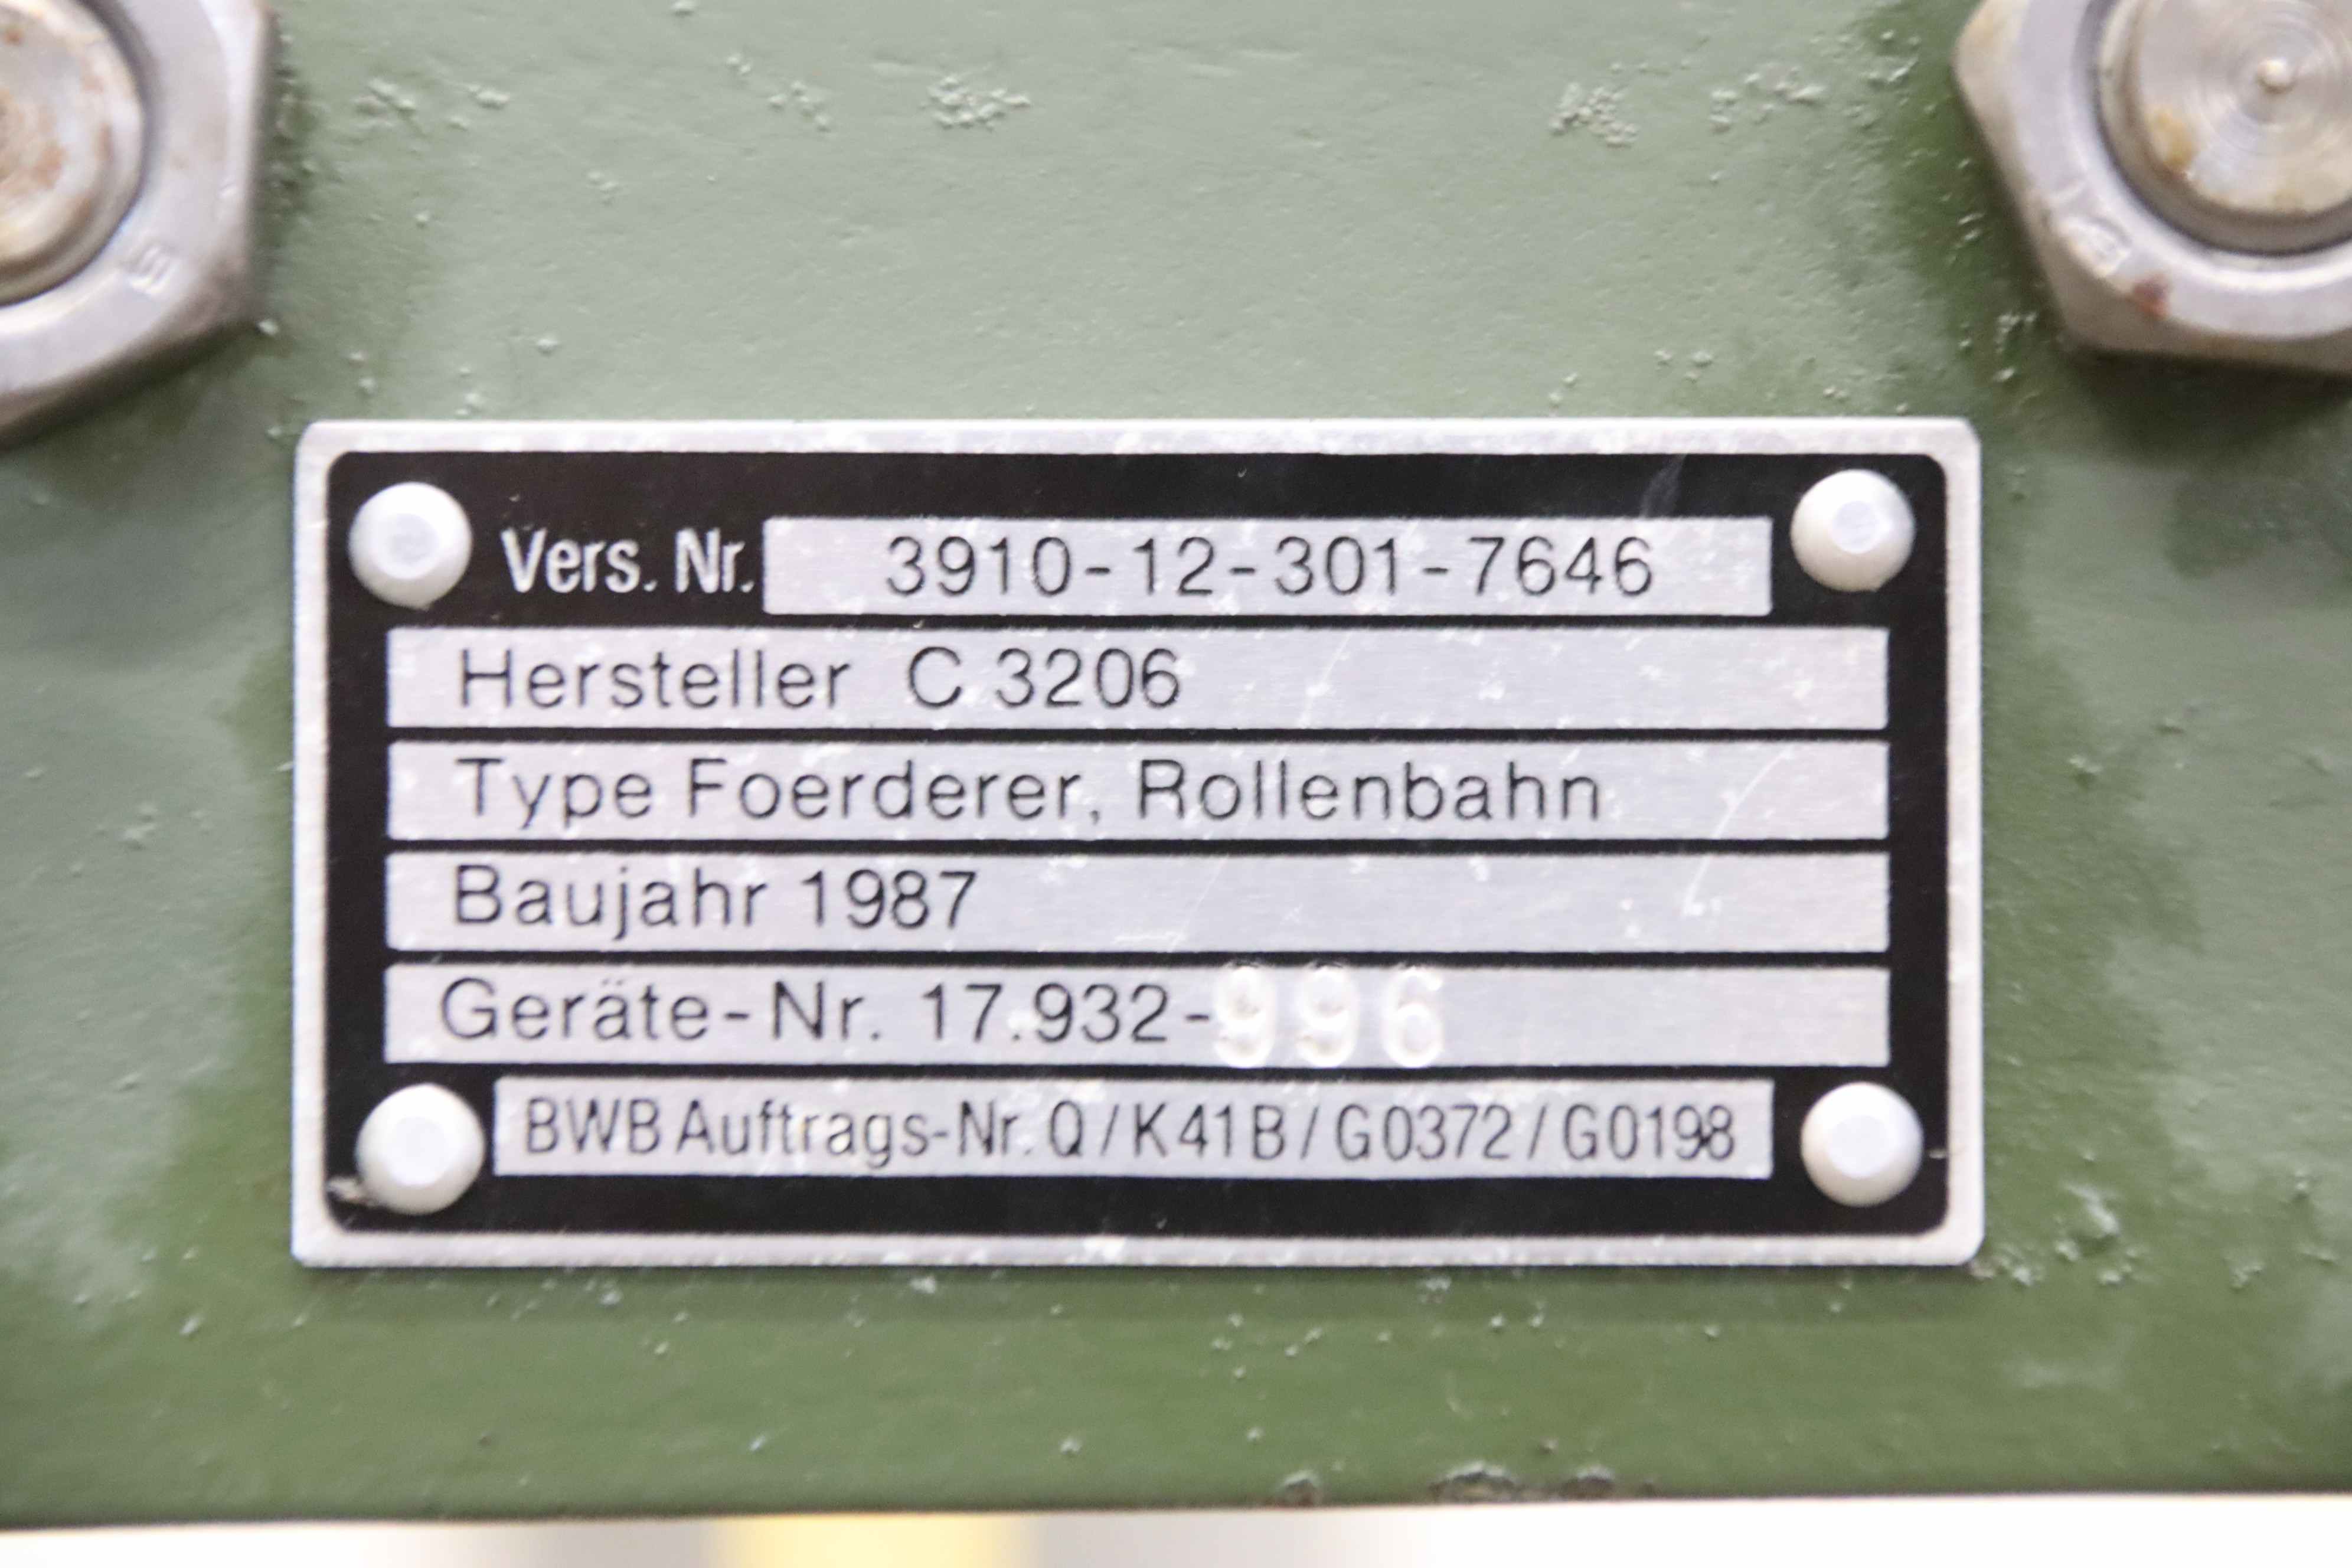 Vers. Nr. 3910-12-301-7646
Hersteller C 3206
Type Foerderer, Rollenbahn
Baujahr 1987
Geräte-Nr. 17.932-996
BWB Auftrags-Nr. Q/K41B/G0372/G0198